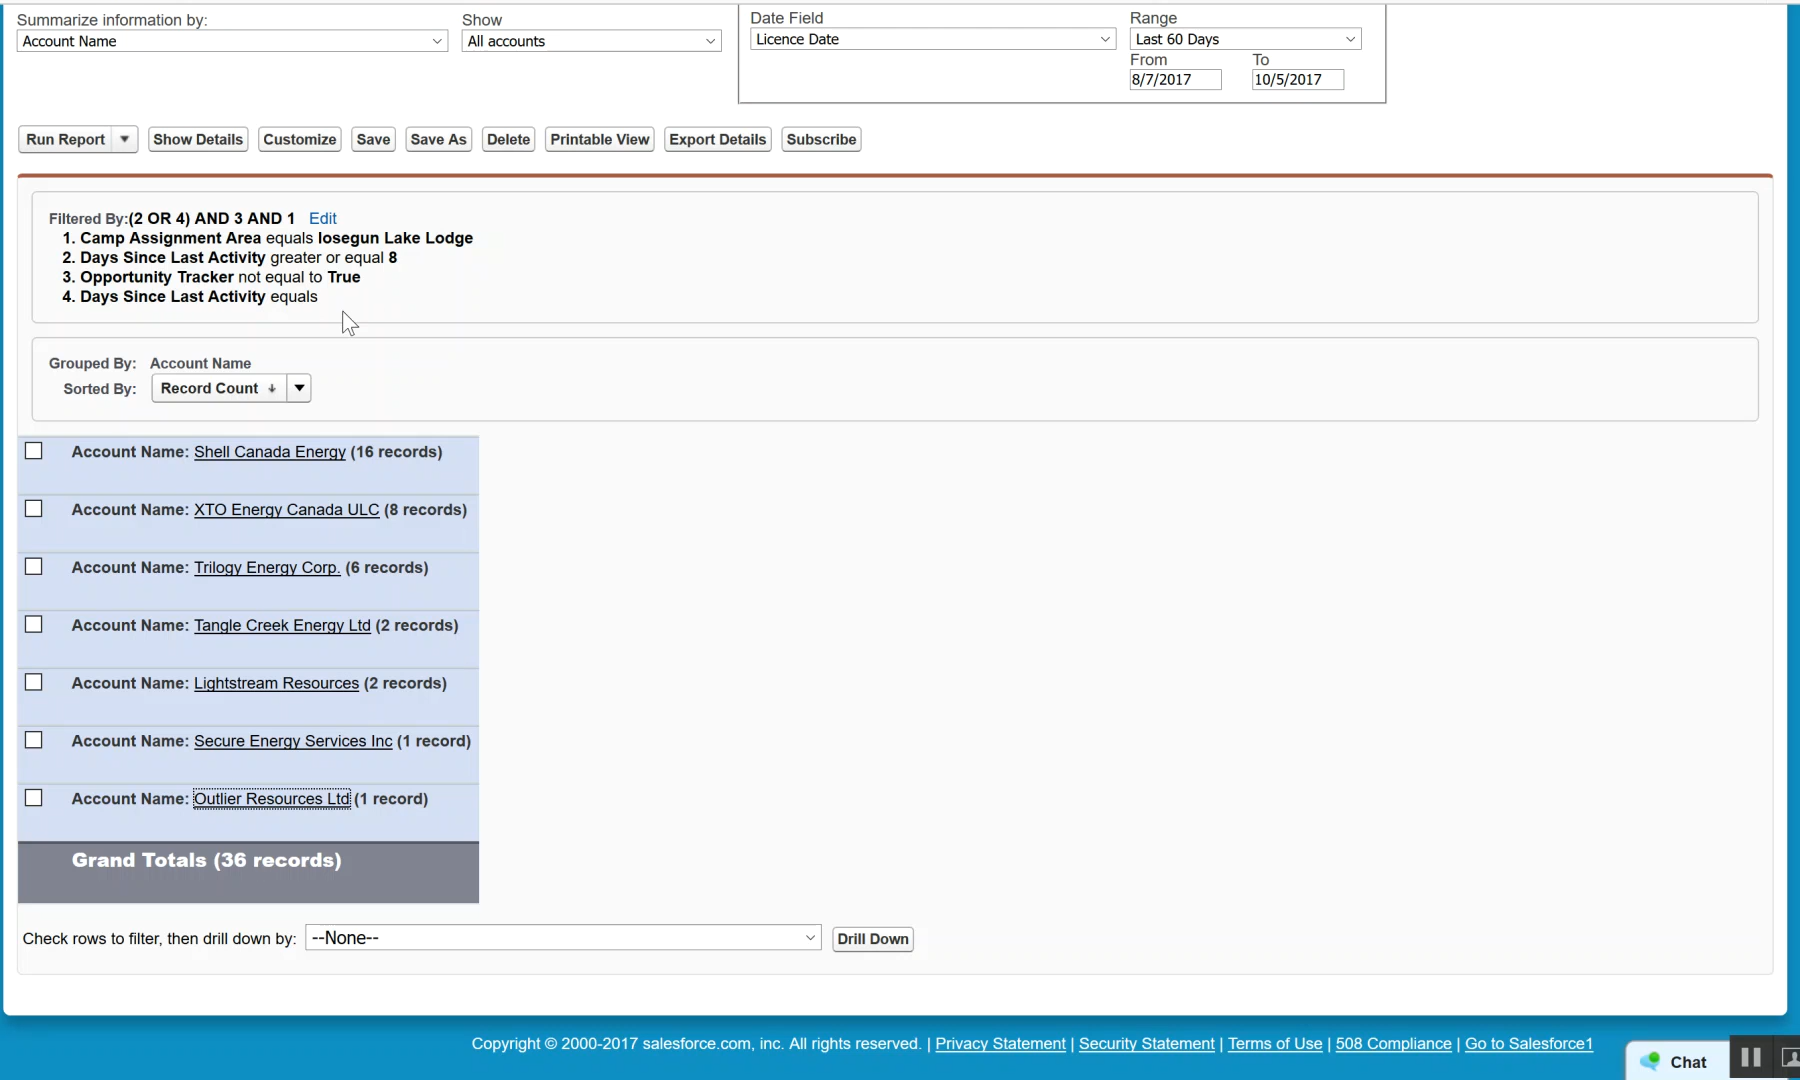 Summarize information by:
Account Name
Show
All accounts
Date Field
Licence Date
Range
Last 60 Days
From To
8/7/2017 10/5/2017
Run Report Show Details Customize Save Save As Delete Printable View Export Details Subscribe
Filtered By:(2 OR 4) AND 3 AND 1 Edit
1. Camp Assignment Area equals Iosegun Lake Lodge
2. Days Since Last Activity greater or equal 8
3. Opportunity Tracker not equal to True
4. Days Since Last Activity equals
Grouped By: Account Name
Sorted By: Record Count
Account Name: Shell Canada Energy (16 records)
Account Name: XTO Energy Canada ULC (8 records)
Account Name: Trilogy Energy Corp. (6 records)
Account Name: Tangle Creek Energy Ltd (2 records)
Account Name: Lightstream Resources (2 records)
Account Name: Secure Energy Services Inc (1 record)
Account Name: Outlier Resources Ltd (1 record)
Grand Totals (36 records)
Check rows to filter, then drill down by: --None-- Drill Down
Copyright © 2000-2017 salesforce.com, inc. All rights reserved. | Privacy Statement | Security Statement | Terms of Use | 508 Compliance | Go to Salesforce1
Chat